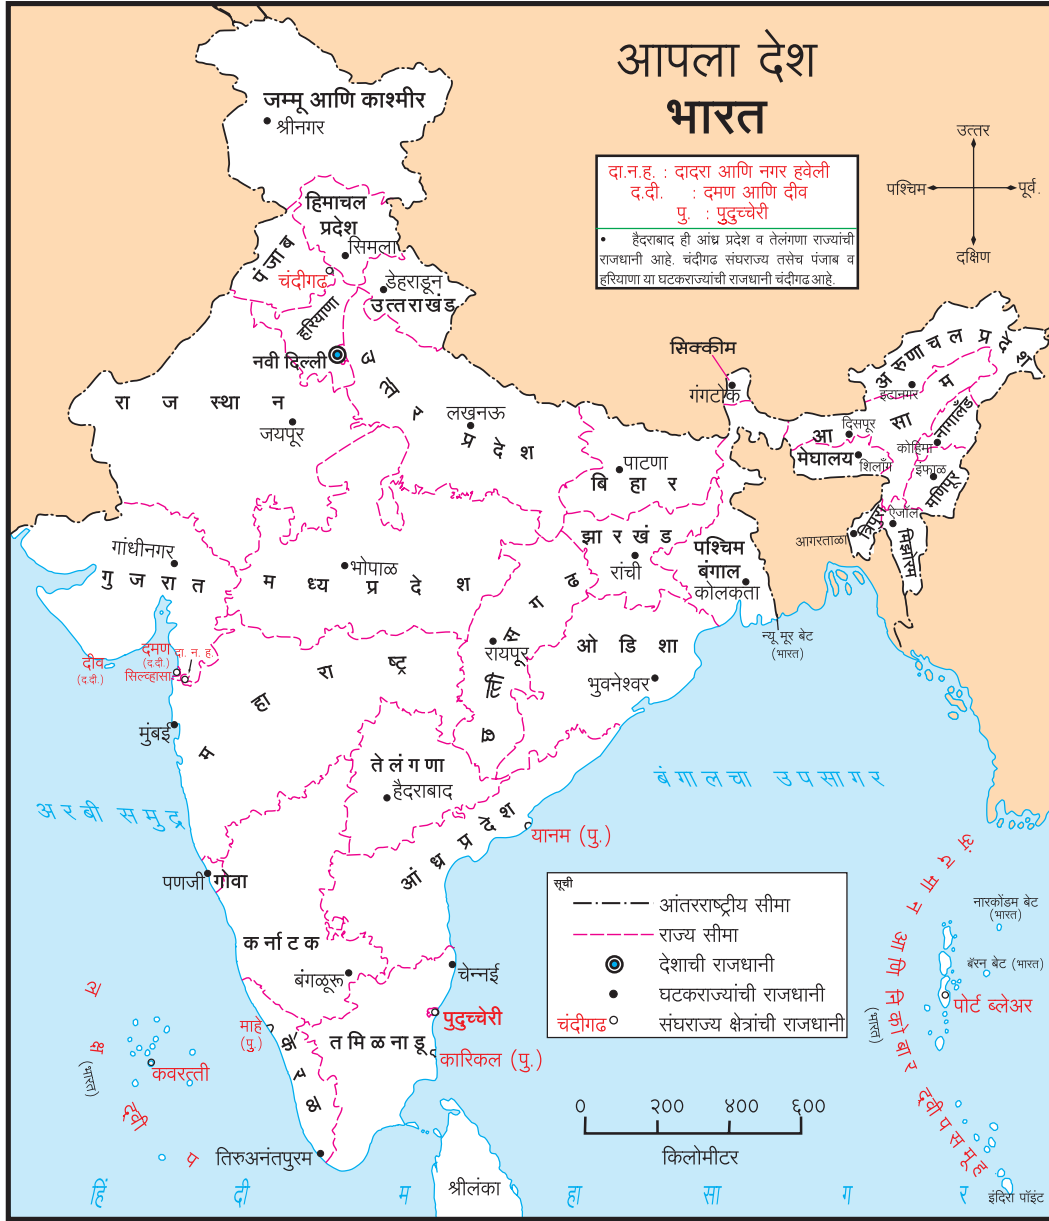 आपला देश
भारत
दा.न.ह. : दादरा आणि नगर हवेली
द.दी. : दमण आणि दीव
पु. : पुदुच्चेरी
• हैदराबाद ही आंध्र प्रदेश व तेलंगणा राज्यांची
राजधानी आहे. चंदीगढ संघराज्य तसेच पंजाब व
हरियाणा या घटकराज्यांची राजधानी चंदीगढ आहे.
उत्तर
पश्चिम
पूर्व.
दक्षिण
जम्मू आणि काश्मीर
श्रीनगर
हिमाचल
प्रदेश
सिमला
पंजाब
चंदीगढ
डेहराडून
उत्तराखंड
हरियाणा
नवी दिल्ली
उत्तर
प्रदेश
लखनऊ
राजस्थान
जयपूर
सिक्कीम
गंगटोक
अरुणाचल प्रदेश
इटानगर
आसाम
दिसपूर
नागालँड
कोहिमा
मेघालय
शिलाँग
इंफाळ
मणिपूर
त्रिपुरा
ऐजॉल
आगरताळा
मिझोरम
पाटणा
बिहार
झारखंड
रांची
पश्चिम
बंगाल
कोलकता
न्यू मूर बेट
(भारत)
गांधीनगर
गुजरात
भोपाळ
मध्य प्रदेश
छत्तीसगढ
रायपूर
ओडिशा
भुवनेश्वर
दीव
(द.दी.)
दमण
(द.दी.)
दा. न. ह.
सिल्व्हासा
महाराष्ट्र
मुंबई
तेलंगणा
हैदराबाद
आंध्र प्रदेश
यानम (पु.)
बंगालचा उपसागर
अरबी समुद्र
पणजी
गोवा
कर्नाटक
बंगळूरू
चेन्नई
पुदुच्चेरी
माहे
(पु.)
केरळ
तमिळनाडू
कारिकल (पु.)
लक्षद्वीप
(भारत)
कवरत्ती
तिरुअनंतपुरम
श्रीलंका
सूची
आंतरराष्ट्रीय सीमा
राज्य सीमा
देशाची राजधानी
घटकराज्यांची राजधानी
चंदीगढ
संघराज्य क्षेत्रांची राजधानी
0 200 400 600
किलोमीटर
अंदमान आणि निकोबार द्वीपसमूह
(भारत)
नारकोंडम बेट
(भारत)
बॅरन बेट (भारत)
पोर्ट ब्लेअर
इंदिरा पॉइंट
हिंदी महासागर